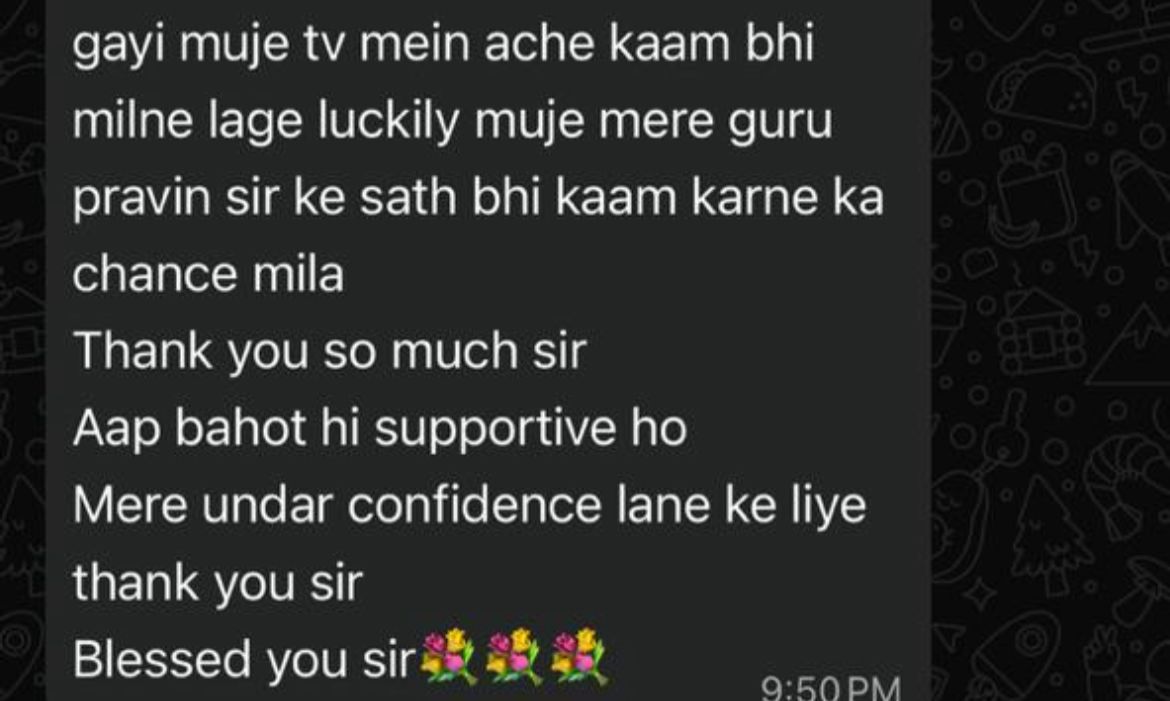 gayi muje tv mein ache kaam bhi
milne lage luckily muje mere guru
pravin sir ke sath bhi kaam karne ka
chance mila
Thank you so much sir
Aap bahot hi supportive ho
Mere undar confidence lane ke liye
thank you sir
Blessed you sir💐💐💐
9:50 PM